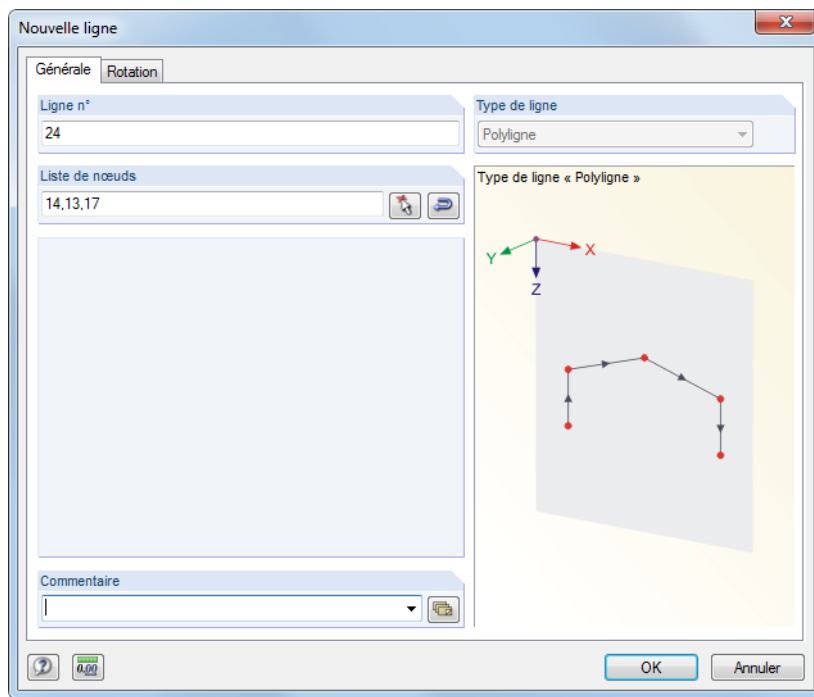 Nouvelle ligne
Générale
Rotation
Ligne n°
24
Type de ligne
Polyligne
Liste de nœuds
14,13,17
Type de ligne « Polyligne »
Y
X
Z
Commentaire
0.00
OK
Annuler